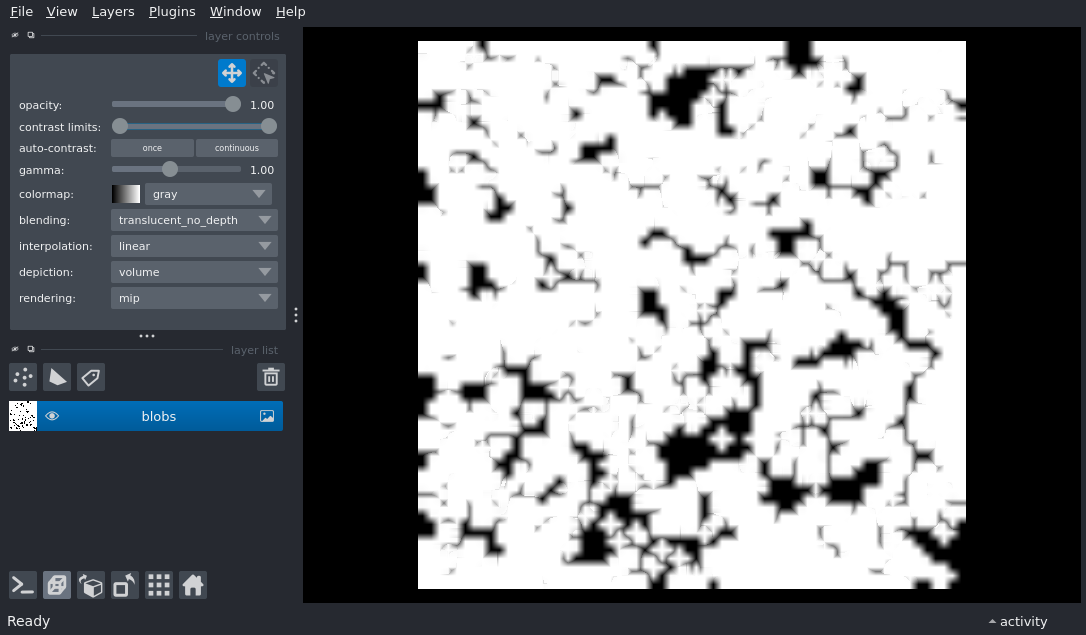 File View Layers Plugins Window Help
layer controls
opacity: 1.00
contrast limits:
auto-contrast: once continuous
gamma: 1.00
colormap: gray
blending: translucent_no_depth
interpolation: linear
depiction: volume
rendering: mip
layer list
blobs
Ready activity